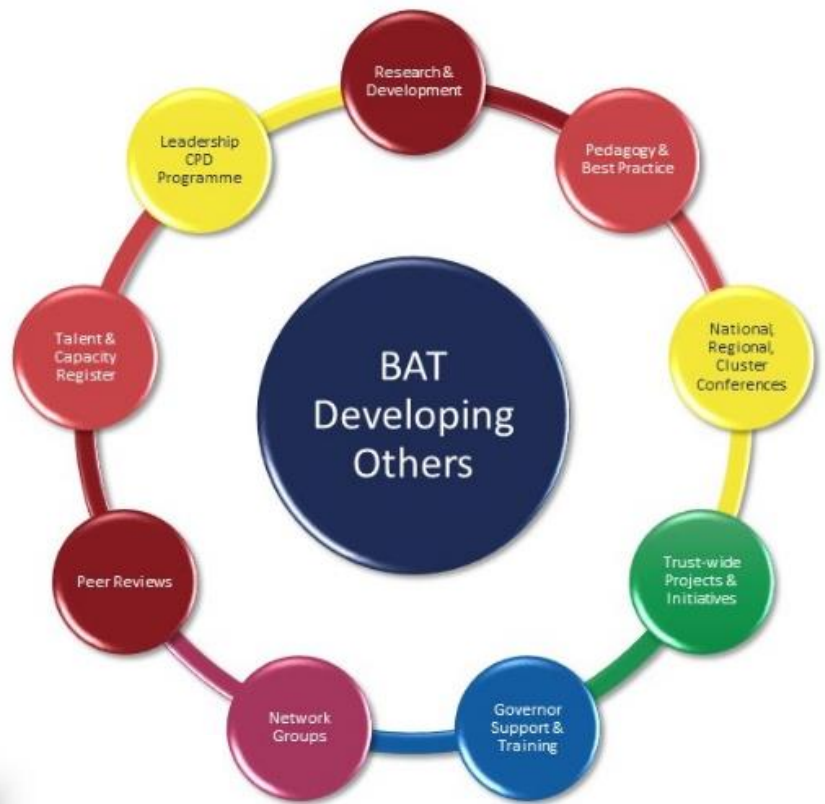 Research &
Development
Pedagogy &
Best Practice
National,
Regional,
Cluster
Conferences
Trust-wide
Projects &
Initiatives
Governor
Support &
Training
Network
Groups
Peer Reviews
Talent &
Capacity
Register
Leadership
CPD
Programme
BAT
Developing
Others